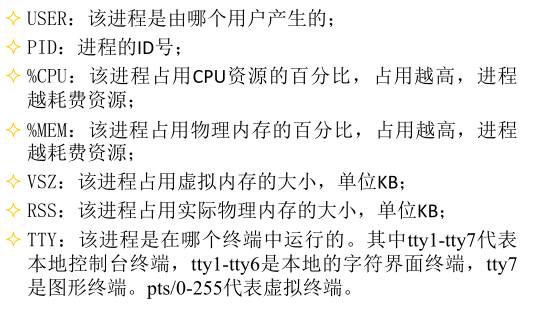 USER：该进程是由哪个用户产生的；
PID：进程的ID号；
%CPU：该进程占用CPU资源的百分比，占用越高，进程
越耗费资源；
%MEM：该进程占用物理内存的百分比，占用越高，进程
越耗费资源；
VSZ：该进程占用虚拟内存的大小，单位KB；
RSS：该进程占用实际物理内存的大小，单位KB；
TTY：该进程是在哪个终端中运行的。其中tty1-tty7代表
本地控制台终端，tty1-tty6是本地的字符界面终端，tty7
是图形终端。pts/0-255代表虚拟终端。